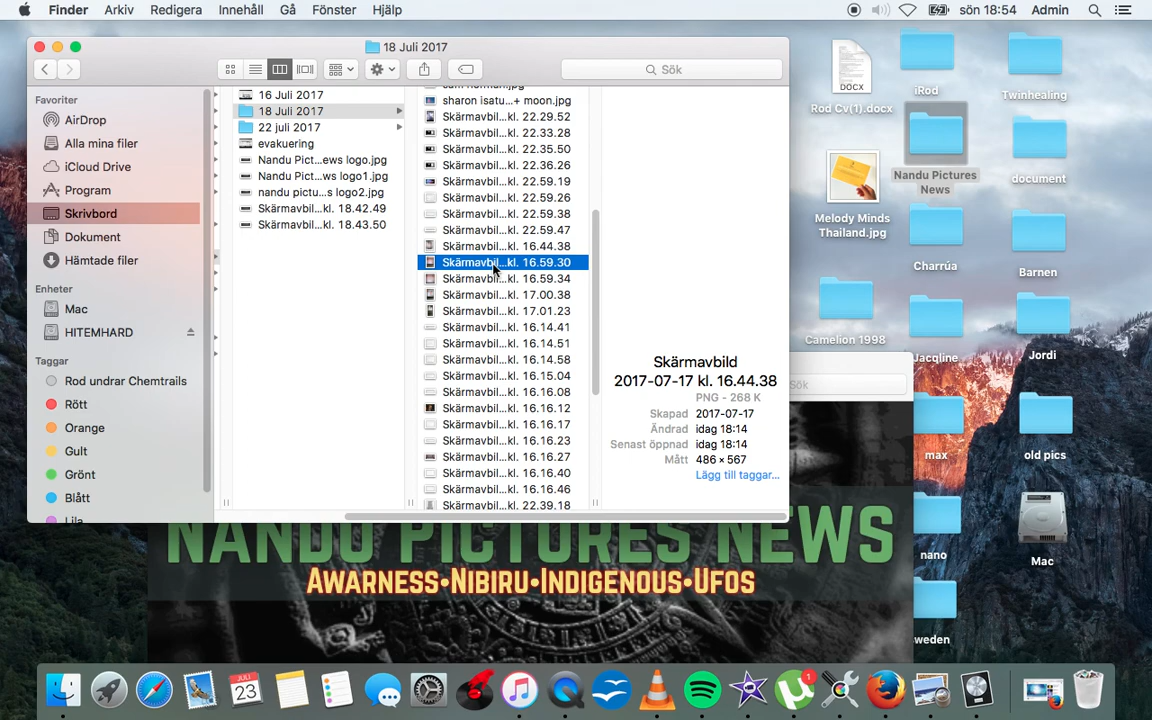 Finder Arkiv Redigera Innehåll Gå Fönster Hjälp sön 18:54 Admin
18 Juli 2017
Sök
Favoriter
AirDrop
Alla mina filer
iCloud Drive
Program
Skrivbord
Dokument
Hämtade filer
Enheter
Mac
HITEMHARD
Taggar
Rod undrar Chemtrails
Rött
Orange
Gult
Grönt
Blått
Lila
16 Juli 2017
18 Juli 2017
22 juli 2017
evakuering
Nandu Pict...ews logo.jpg
Nandu Pict...ws logo1.jpg
nandu pictu...s logo2.jpg
Skärmavbil...kl. 18.42.49
Skärmavbil...kl. 18.43.50
sharon isatu...+ moon.jpg
Skärmavbil...kl. 22.29.52
Skärmavbil...kl. 22.33.28
Skärmavbil...kl. 22.35.50
Skärmavbil...kl. 22.36.26
Skärmavbil...kl. 22.59.19
Skärmavbil...kl. 22.59.26
Skärmavbil...kl. 22.59.38
Skärmavbil...kl. 22.59.47
Skärmavbil...kl. 16.44.38
Skärmavbil...kl. 16.59.30
Skärmavbil...kl. 16.59.34
Skärmavbil...kl. 17.00.38
Skärmavbil...kl. 17.01.23
Skärmavbil...kl. 16.14.41
Skärmavbil...kl. 16.14.51
Skärmavbil...kl. 16.14.58
Skärmavbil...kl. 16.15.04
Skärmavbil...kl. 16.16.08
Skärmavbil...kl. 16.16.12
Skärmavbil...kl. 16.16.17
Skärmavbil...kl. 16.16.23
Skärmavbil...kl. 16.16.27
Skärmavbil...kl. 16.16.40
Skärmavbil...kl. 16.16.46
Skärmavbil...kl. 22.39.18
Skärmavbild
2017-07-17 kl. 16.44.38
PNG - 268 K
Skapad 2017-07-17
Ändrad idag 18:14
Senast öppnad idag 18:14
Mått 486 × 567
Lägg till taggar...
DOCX
Rod Cv(1).docx
iRod
Twinhealing
Nandu Pictures
News
document
Melody Minds
Thailand.jpg
Charrúa
Barnen
Camelion 1998
Jacqline
Jordi
Sök
max
old pics
nano
Mac
weden
NANDU PICTURES NEWS
AWARNESS•NIBIRU•INDIGENOUS•UFOS
23
1